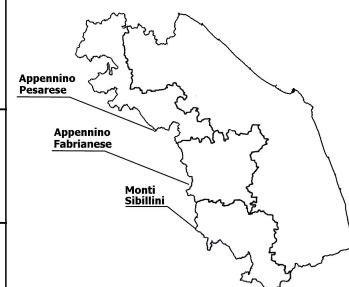 Appennino
Pesarese
Appennino
Fabrianese
Monti
Sibillini